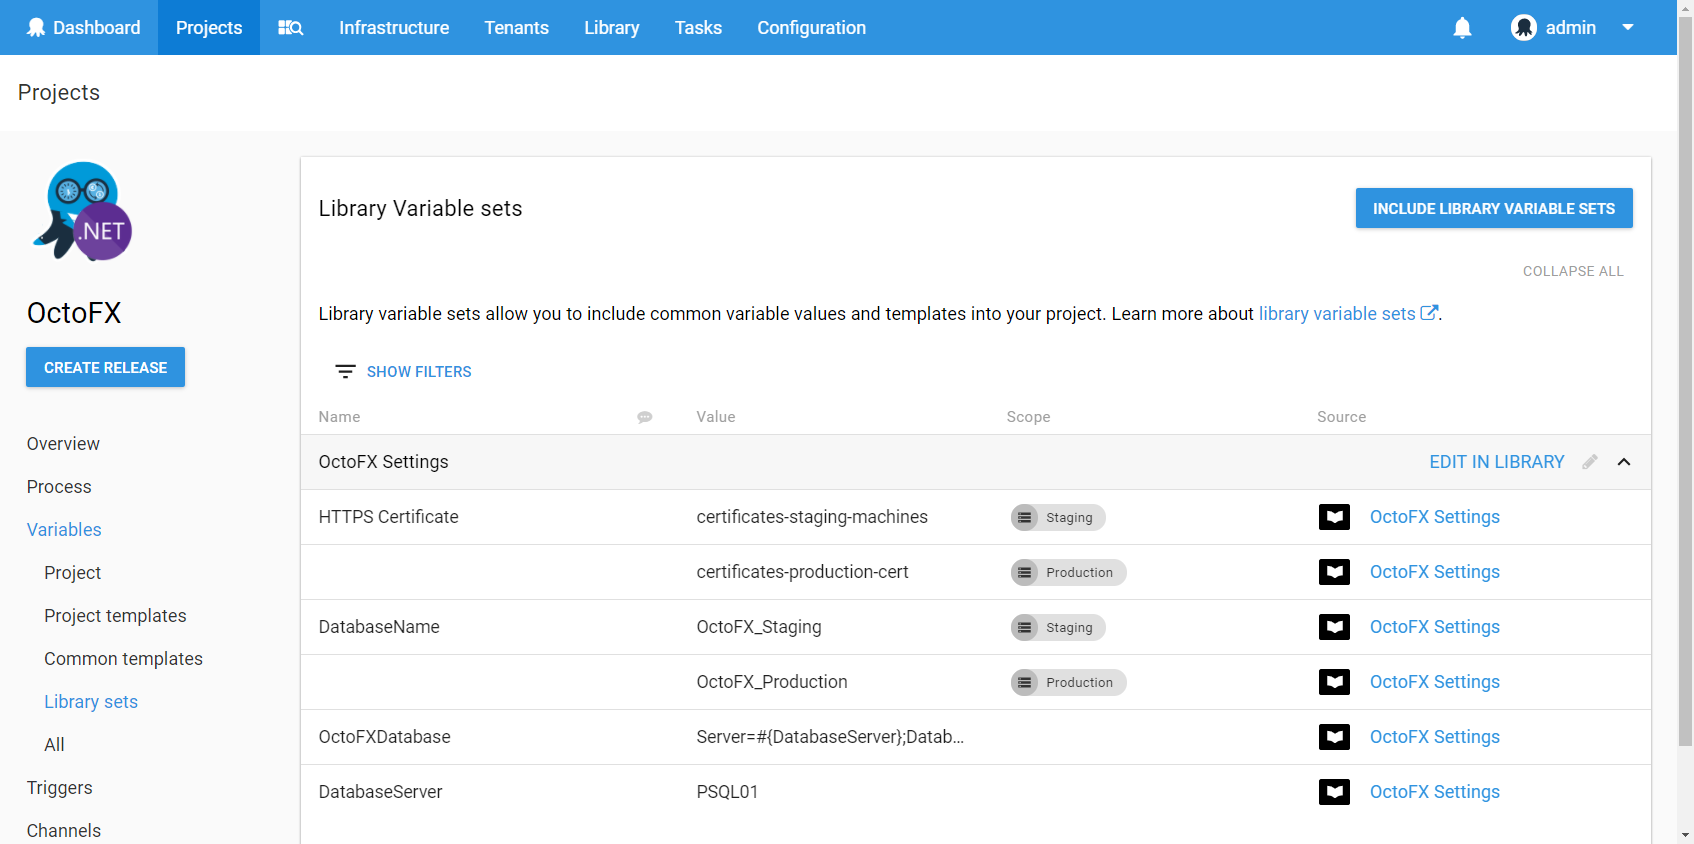 Dashboard Projects Infrastructure Tenants Library Tasks Configuration admin
Projects
.NET
OctoFX
CREATE RELEASE
Overview
Process
Variables
Project
Project templates
Common templates
Library sets
All
Triggers
Channels
Library Variable sets
INCLUDE LIBRARY VARIABLE SETS
COLLAPSE ALL
Library variable sets allow you to include common variable values and templates into your project. Learn more about library variable sets.
SHOW FILTERS
Name Value Scope Source
OctoFX Settings EDIT IN LIBRARY
HTTPS Certificate certificates-staging-machines Staging OctoFX Settings
certificates-production-cert Production OctoFX Settings
DatabaseName OctoFX_Staging Staging OctoFX Settings
OctoFX_Production Production OctoFX Settings
OctoFXDatabase Server=#{DatabaseServer};Datab... OctoFX Settings
DatabaseServer PSQL01 OctoFX Settings